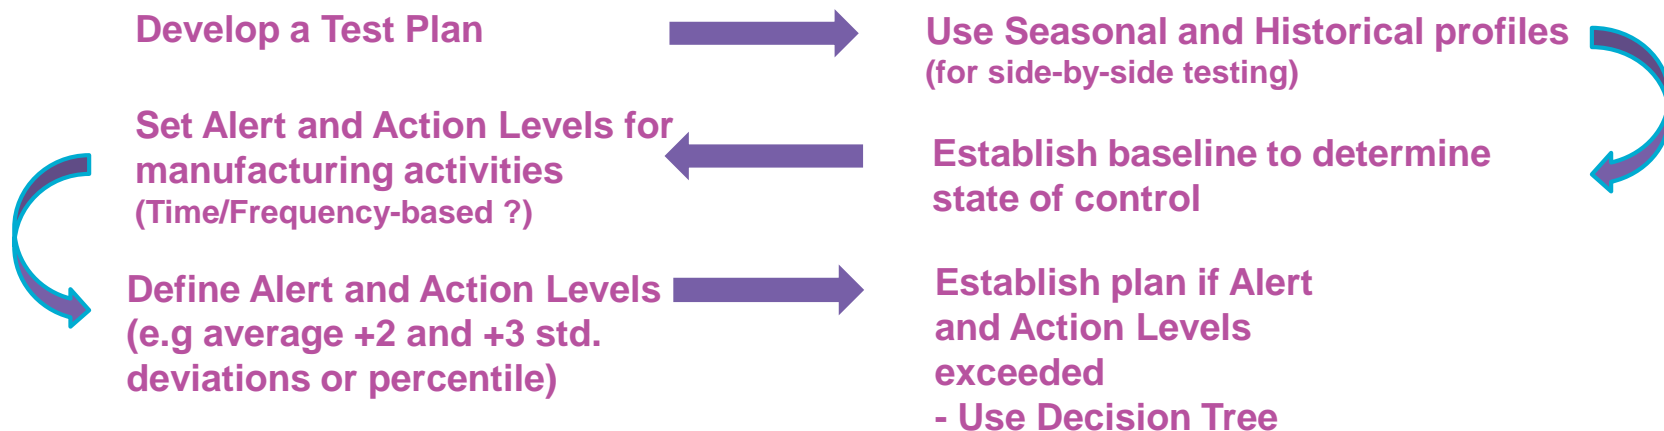 Develop a Test Plan
Use Seasonal and Historical profiles
(for side-by-side testing)
Establish baseline to determine
state of control
Set Alert and Action Levels for
manufacturing activities
(Time/Frequency-based ?)
Define Alert and Action Levels
(e.g average +2 and +3 std.
deviations or percentile)
Establish plan if Alert
and Action Levels
exceeded
- Use Decision Tree